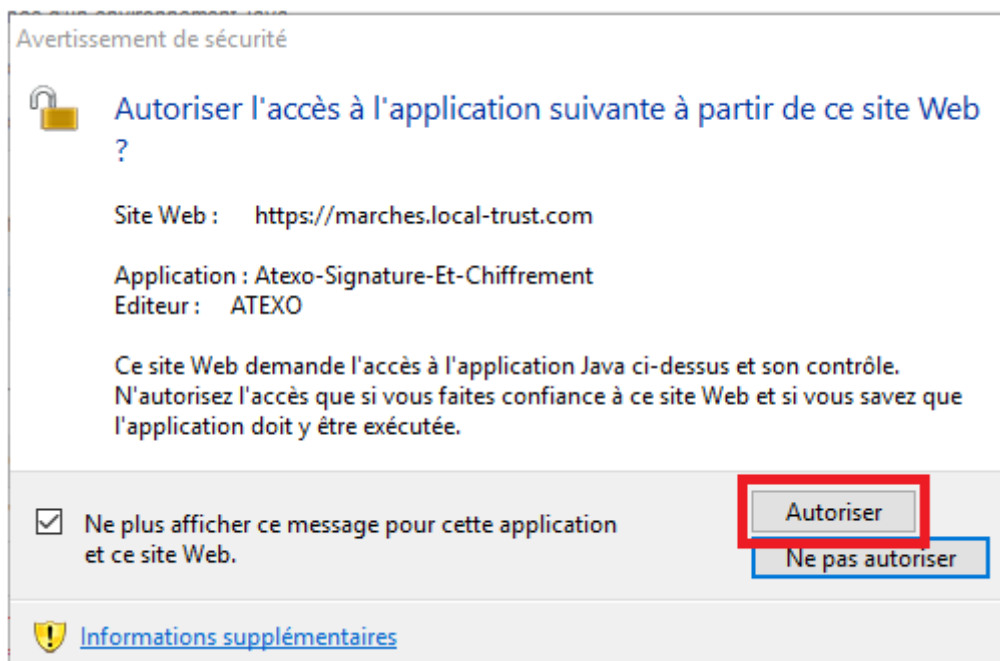 Avertissement de sécurité
Autoriser l'accès à l'application suivante à partir de ce site Web
?
Site Web : https://marches.local-trust.com
Application : Atexo-Signature-Et-Chiffrement
Editeur : ATEXO
Ce site Web demande l'accès à l'application Java ci-dessus et son contrôle.
N'autorisez l'accès que si vous faites confiance à ce site Web et si vous savez que
l'application doit y être exécutée.
Ne plus afficher ce message pour cette application
et ce site Web.
Autoriser
Ne pas autoriser
Informations supplémentaires